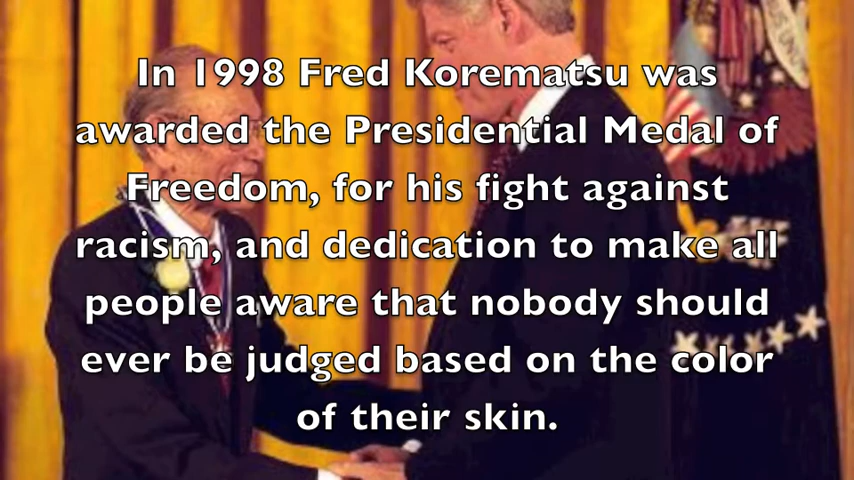 In 1998 Fred Korematsu was
awarded the Presidential Medal of
Freedom, for his fight against
racism, and dedication to make all
people aware that nobody should
ever be judged based on the color
of their skin.